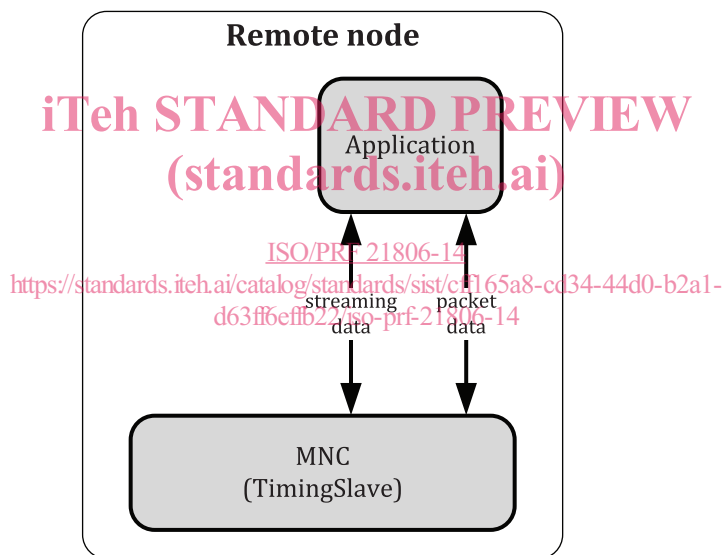 Remote node
iTeh STANDARD PREVIEW
Application
(standards.iteh.ai)
ISO/PRF 21806-14
https://standards.iteh.ai/catalog/standards/sist/cff165a8-cd34-44d0-b2a1-
streaming packet
d63ff6effb22/iso-prf-21806-14
data data
MNC
(TimingSlave)